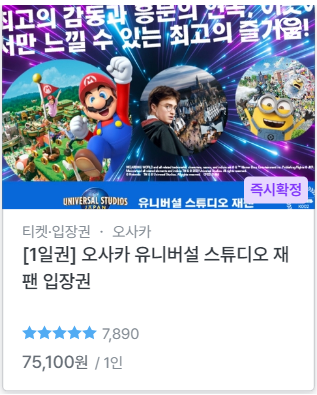 최고의 감동과 흥분의 연속, 이곳
서만 느낄 수 있는 최고의 즐거움!
즉시확정
UNIVERSAL STUDIOS
JAPAN
유니버설 스튜디오 재팬
티켓·입장권 · 오사카
[1일권] 오사카 유니버설 스튜디오 재
팬 입장권
★★★★★ 7,890
75,100원 / 1인